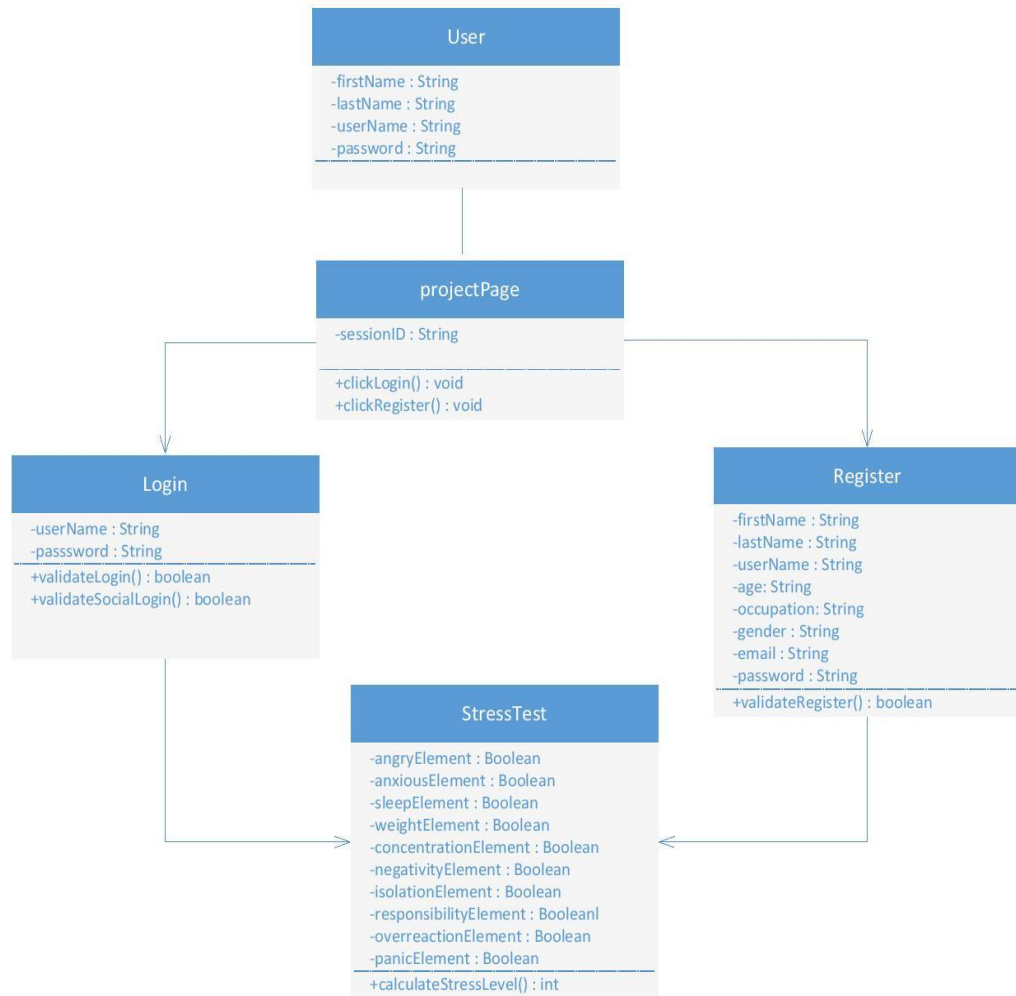 User
-firstName : String
-lastName : String
-userName : String
-password : String
projectPage
-sessionID : String
+clickLogin() : void
+clickRegister() : void
Login
-userName : String
-passsword : String
+validateLogin() : boolean
+validateSocialLogin() : boolean
Register
-firstName : String
-lastName : String
-userName : String
-age: String
-occupation: String
-gender : String
-email : String
-password : String
+validateRegister() : boolean
StressTest
-angryElement : Boolean
-anxiousElement : Boolean
-sleepElement : Boolean
-weightElement : Boolean
-concentrationElement : Boolean
-negativityElement : Boolean
-isolationElement : Boolean
-responsibilityElement : Booleanl
-overreactionElement : Boolean
-panicElement : Boolean
+calculateStressLevel() : int